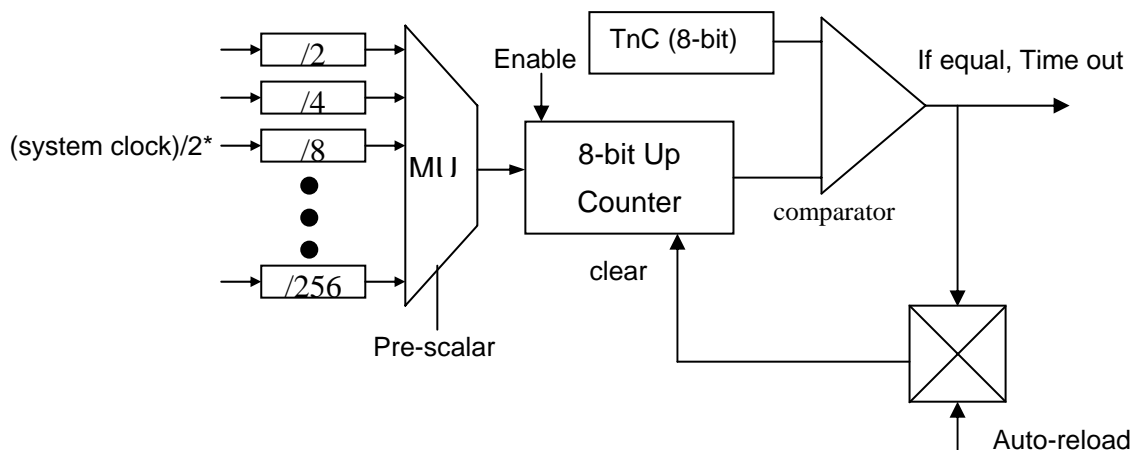 /2
TnC (8-bit)
Enable
If equal, Time out
/4
(system clock)/2*
/8
MU
8-bit Up
Counter
comparator
clear
/256
Pre-scalar
Auto-reload